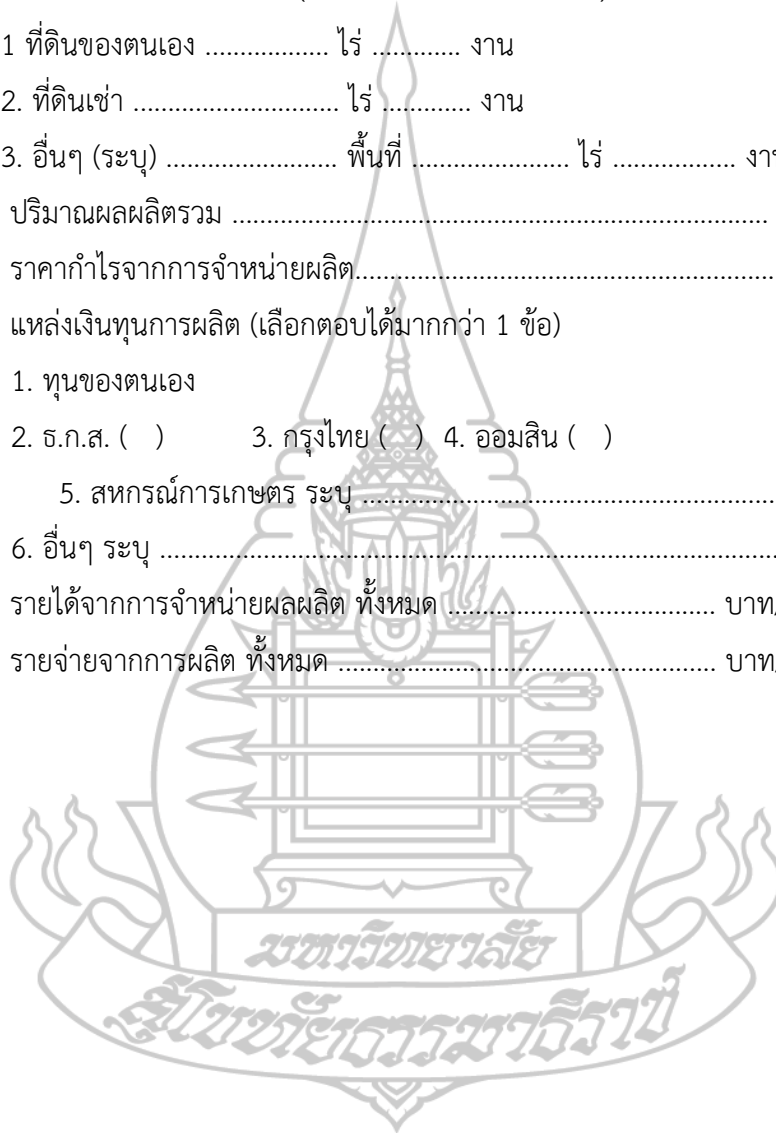 1 ที่ดินของตนเอง .................. ไร่ ............. งาน
2. ที่ดินเช่า .............................. ไร่ ............. งาน
3. อื่นๆ (ระบุ) ......................... พื้นที่ ....................... ไร่ .................. งาน
ปริมาณผลผลิตรวม ..............................................................................
ราคากำไรจากการจำหน่ายผลิต.............................................................
แหล่งเงินทุนการผลิต (เลือกตอบได้มากกว่า 1 ข้อ)
1. ทุนของตนเอง
2. ธ.ก.ส. (   ) 3. กรุงไทย (   ) 4. ออมสิน (   )
5. สหกรณ์การเกษตร ระบุ ............................................................
6. อื่นๆ ระบุ ..........................................................................................
รายได้จากการจำหน่ายผลผลิต ทั้งหมด ....................................... บาท/
รายจ่ายจากการผลิต ทั้งหมด ....................................................... บาท/
มหาวิทยาลัย
สุโขทัยธรรมาธิราช